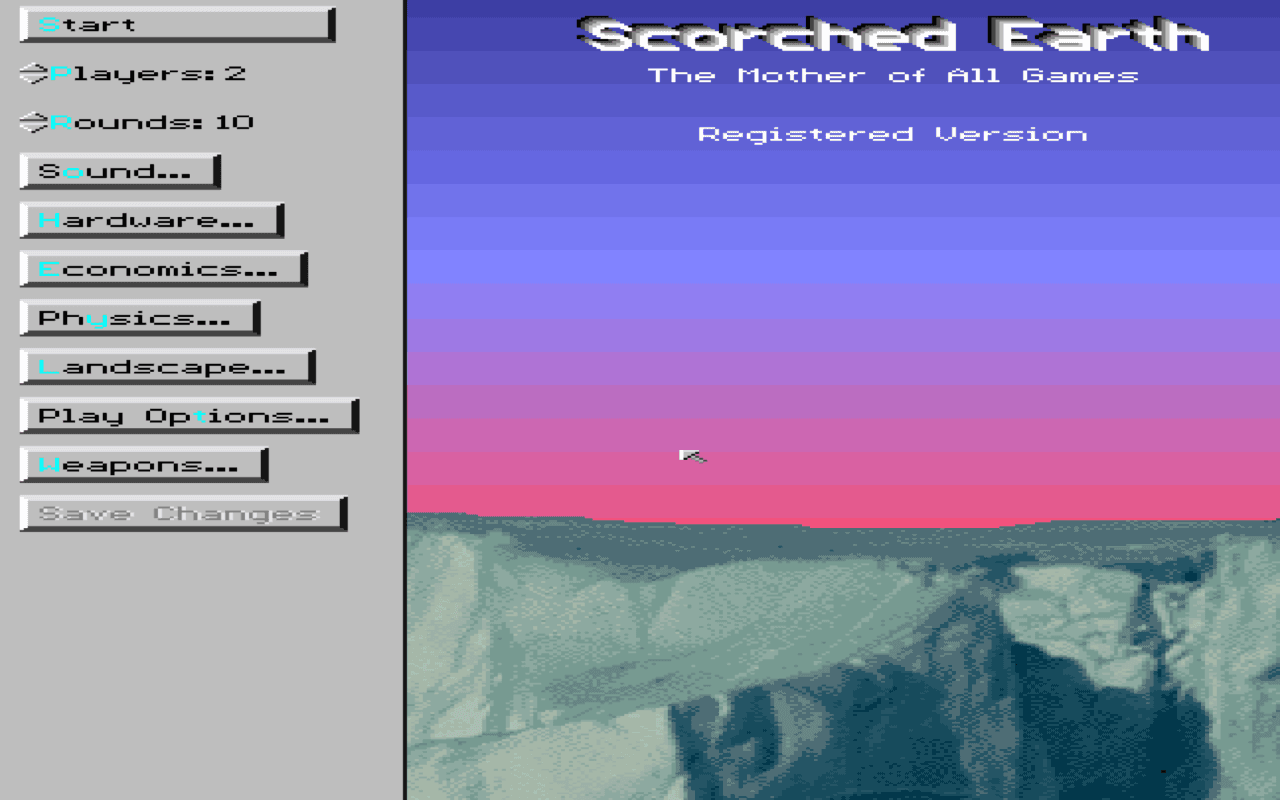 Start
Players: 2
Rounds: 10
Sound...
Hardware...
Economics...
Physics...
Landscape...
Play Options...
Weapons...
Save Changes
Scorched Earth
The Mother of All Games
Registered Version